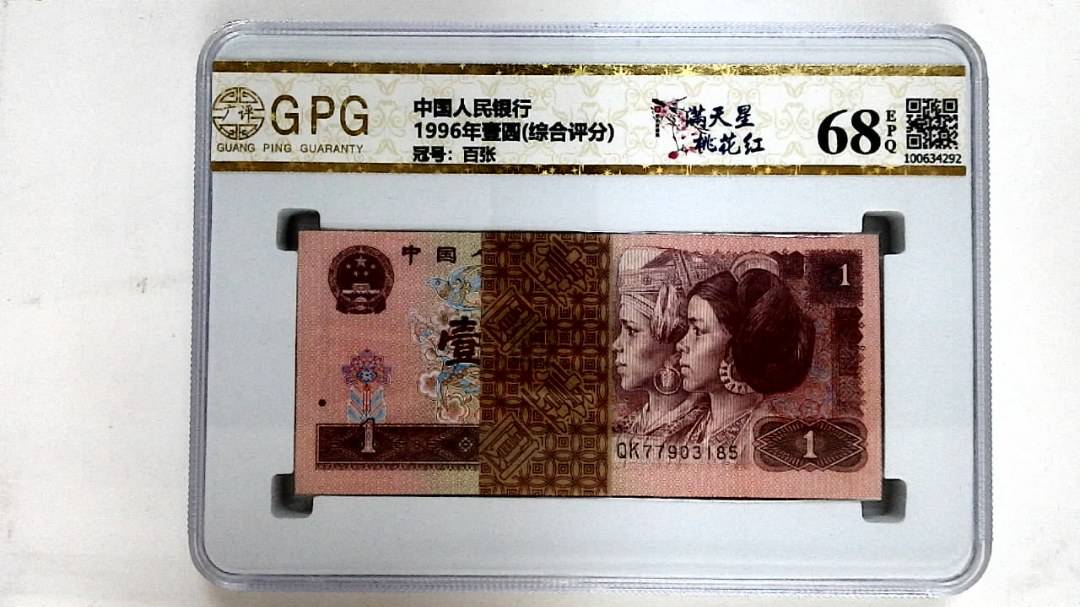 广评
GPG
GUANG PING GUARANTY
中国人民银行
1996年壹圆(综合评分)
冠号：百张
满天星
桃花红
68
EPQ
100634292
中国
1
壹
QK77903185
1
1